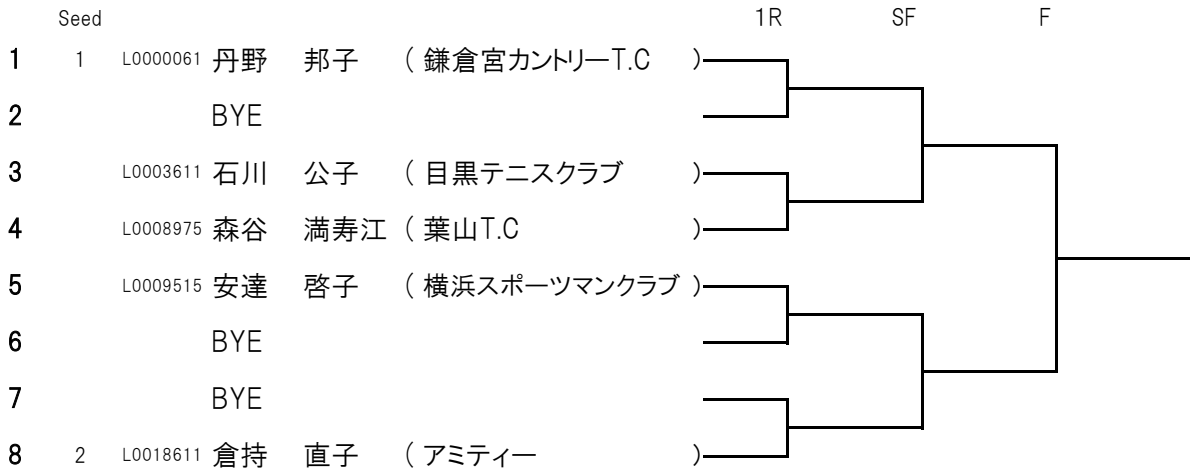 Seed 1R SF F
1 1 L0000061 丹野 邦子 ( 鎌倉宮カントリーT.C )
2 BYE
3 L0003611 石川 公子 ( 目黒テニスクラブ )
4 L0008975 森谷 満寿江 ( 葉山T.C )
5 L0009515 安達 啓子 ( 横浜スポーツマンクラブ )
6 BYE
7 BYE
8 2 L0018611 倉持 直子 ( アミティー )